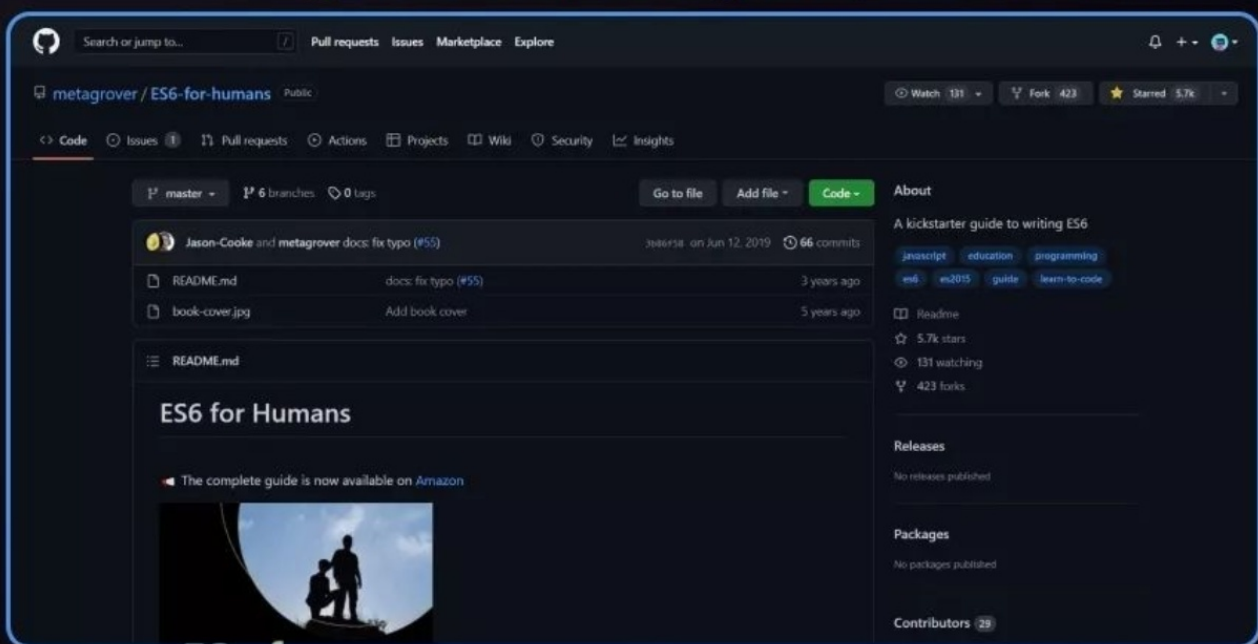 Search or jump to... / Pull requests Issues Marketplace Explore
metagrover / ES6-for-humans Public
Watch 131 Fork 423 Starred 5.7k
Code Issues 1 Pull requests Actions Projects Wiki Security Insights
master 6 branches 0 tags Go to file Add file Code
Jason-Cooke and metagrover docs: fix typo (#55) on Jun 12, 2019 66 commits
README.md docs: fix typo (#55) 3 years ago
book-cover.jpg Add book cover 5 years ago
README.md
ES6 for Humans
The complete guide is now available on Amazon
About
A kickstarter guide to writing ES6
javascript education programming
es6 es2015 guide learn-to-code
Readme
5.7k stars
131 watching
423 forks
Releases
No releases published
Packages
No packages published
Contributors 29